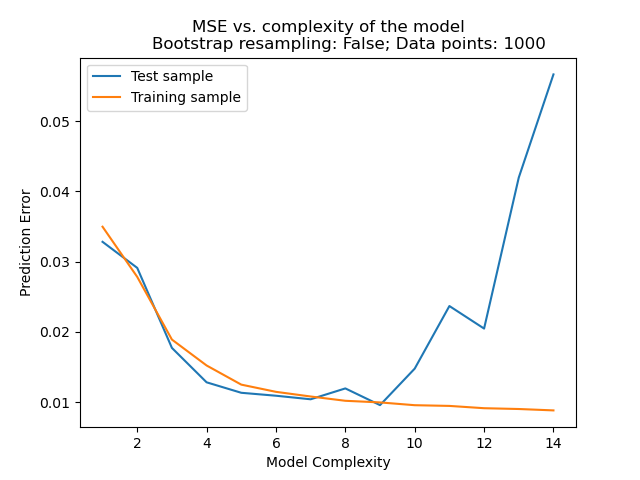 MSE vs. complexity of the model
Bootstrap resampling: False; Data points: 1000
Test sample
Training sample
Prediction Error
0.05
0.04
0.03
0.02
0.01
2 4 6 8 10 12 14
Model Complexity